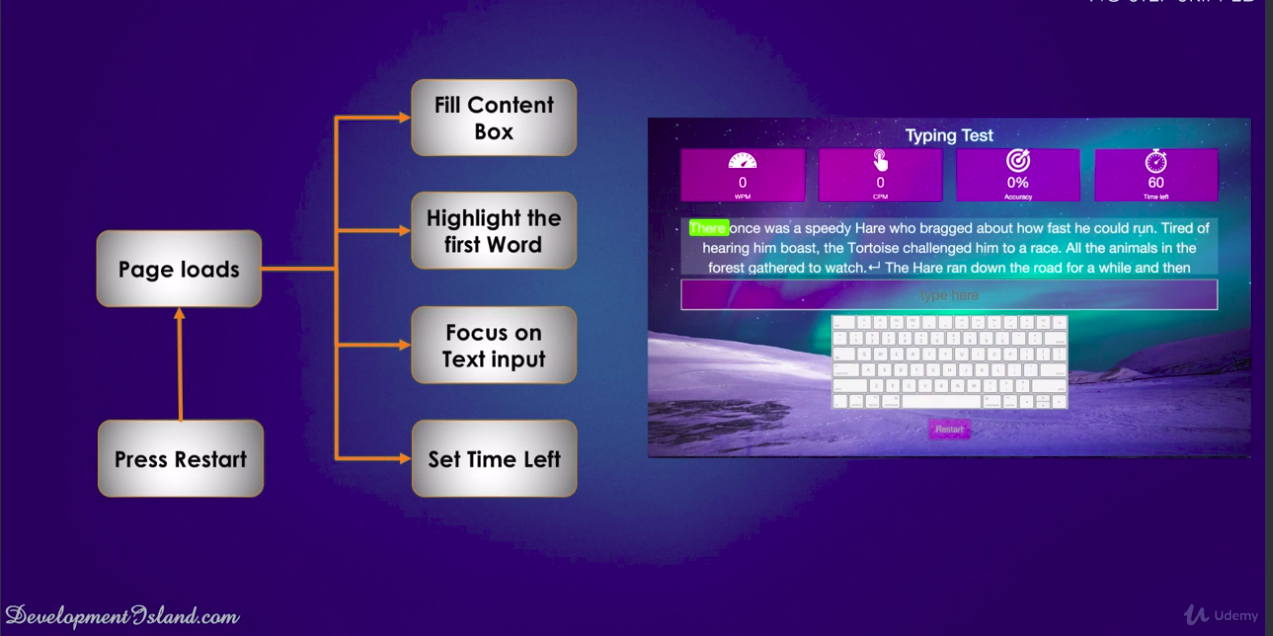 Fill Content
Box
Highlight the
first Word
Page loads
Focus on
Text input
Press Restart
Set Time Left
Typing Test
0
WPM
0
CPM
0%
Accuracy
60
Time left
There once was a speedy Hare who bragged about how fast he could run. Tired of
hearing him boast, the Tortoise challenged him to a race. All the animals in the
forest gathered to watch.↵ The Hare ran down the road for a while and then
type here
Restart
DevelopmentIsland.com
Udemy